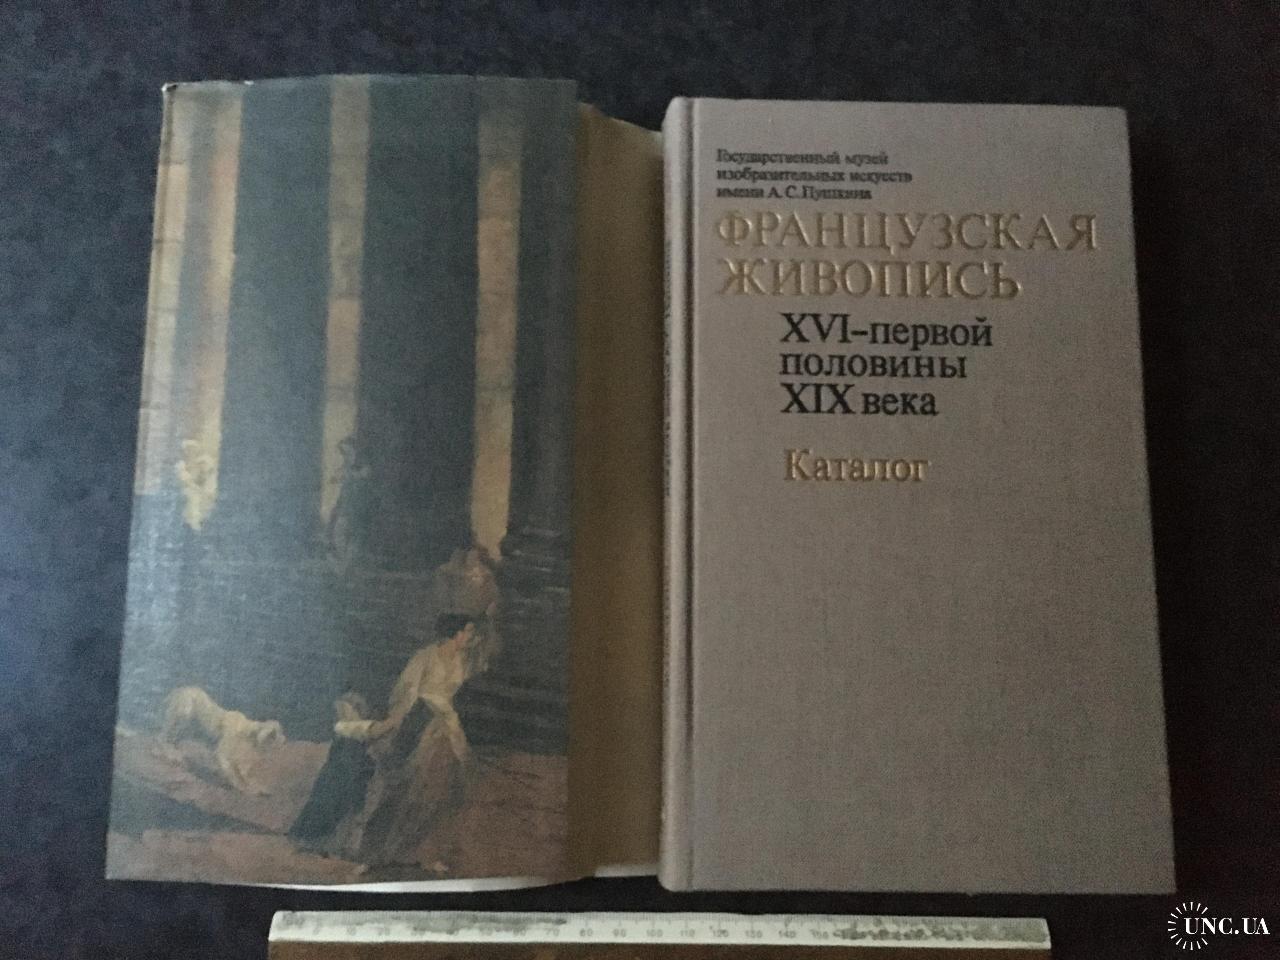 Государственный музей
изобразительных искусств
имени А.С.Пушкина
ФРАНЦУЗСКАЯ
ЖИВОПИСЬ
XVI–первой
половины
XIX века
Каталог
UNC.UA